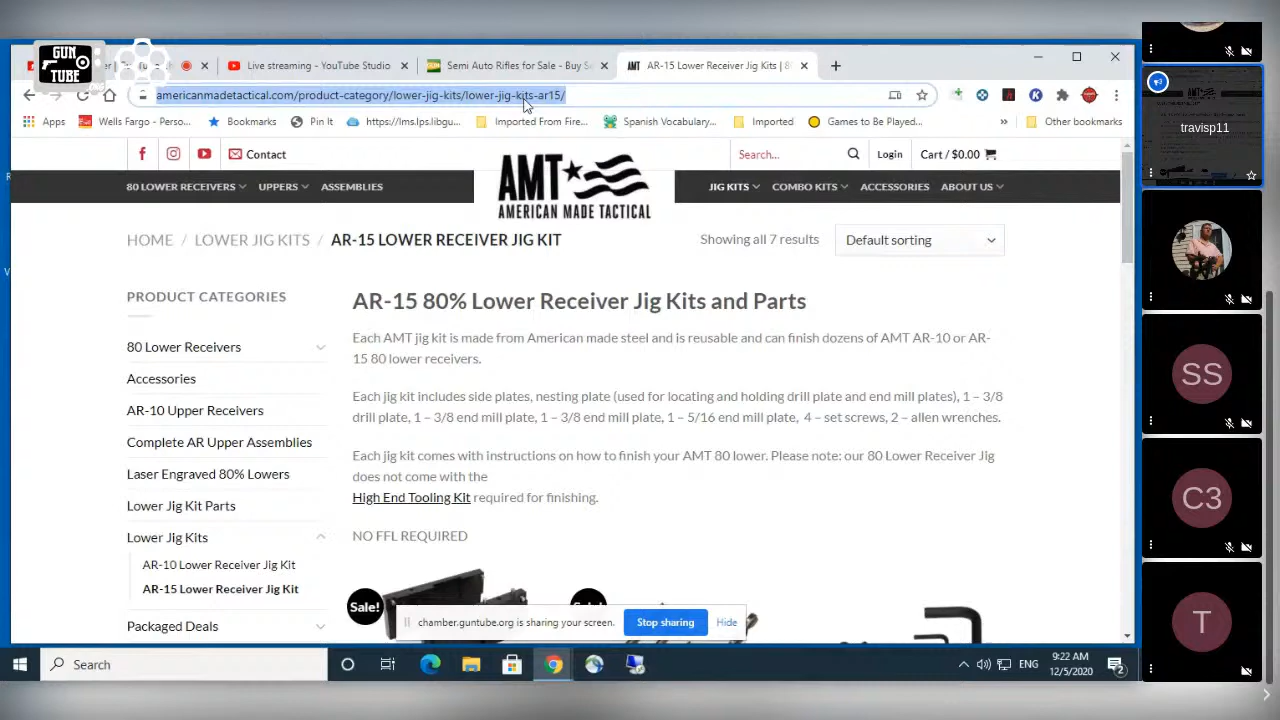 GUN
TUBE
Live streaming - YouTube Studio
Semi Auto Rifles for Sale - Buy Se
AMT
AR-15 Lower Receiver Jig Kits | 80
americanmadetactical.com/product-category/lower-jig-kits/lower-jig-kits-ar15/
Apps
Wells Fargo - Perso...
Bookmarks
Pin It
https://lms.lps.libgu...
Imported From Fire...
Spanish Vocabulary...
Imported
Games to Be Played...
Other bookmarks
Contact
Search...
Login
Cart / $0.00
80 LOWER RECEIVERS
UPPERS
ASSEMBLIES
AMT
AMERICAN MADE TACTICAL
JIG KITS
COMBO KITS
ACCESSORIES
ABOUT US
HOME / LOWER JIG KITS / AR-15 LOWER RECEIVER JIG KIT
Showing all 7 results
Default sorting
PRODUCT CATEGORIES
80 Lower Receivers
Accessories
AR-10 Upper Receivers
Complete AR Upper Assemblies
Laser Engraved 80% Lowers
Lower Jig Kit Parts
Lower Jig Kits
AR-10 Lower Receiver Jig Kit
AR-15 Lower Receiver Jig Kit
Packaged Deals
AR-15 80% Lower Receiver Jig Kits and Parts
Each AMT jig kit is made from American made steel and is reusable and can finish dozens of AMT AR-10 or AR-
15 80 lower receivers.
Each jig kit includes side plates, nesting plate (used for locating and holding drill plate and end mill plates), 1 – 3/8
drill plate, 1 – 3/8 end mill plate, 1 – 3/8 end mill plate, 1 – 5/16 end mill plate, 4 – set screws, 2 – allen wrenches.
Each jig kit comes with instructions on how to finish your AMT 80 lower. Please note: our 80 Lower Receiver Jig
does not come with the
High End Tooling Kit required for finishing.
NO FFL REQUIRED
Sale!
chamber.guntube.org is sharing your screen.
Stop sharing
Hide
Search
ENG
9:22 AM
12/5/2020
2
travisp11
SS
C3
T